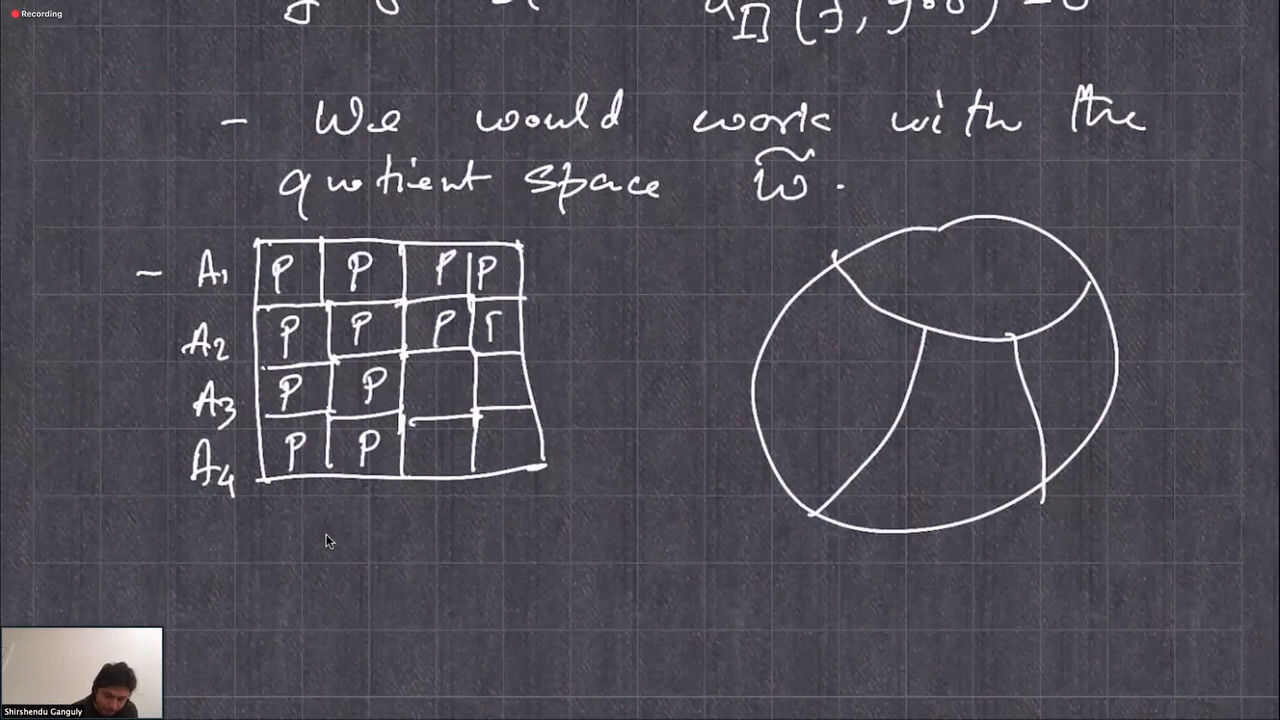 Recording
- We would work with the
quotient space w̃.
- A₁ P P P P
A₂ P P P
A₃ P P
A₄ P P
Shirshendu Ganguly